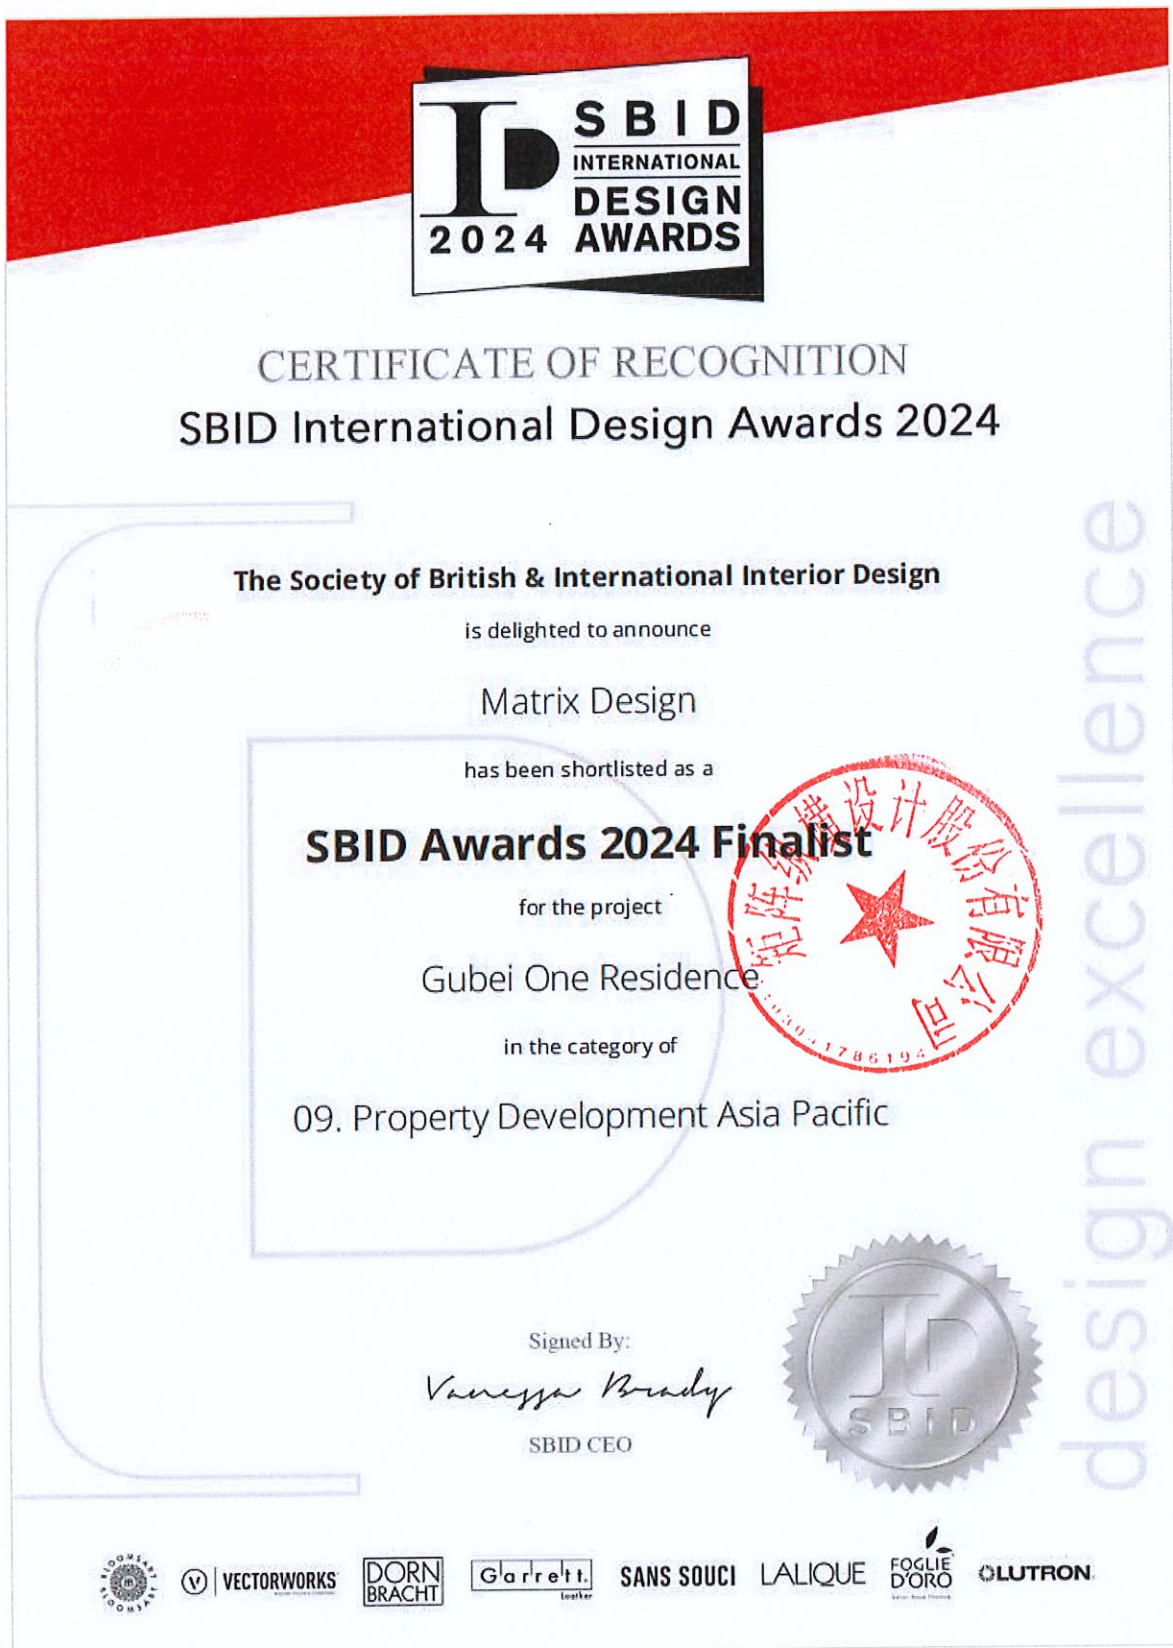 SBID
INTERNATIONAL
DESIGN
2024 AWARDS
CERTIFICATE OF RECOGNITION
SBID International Design Awards 2024
The Society of British & International Interior Design
is delighted to announce
Matrix Design
has been shortlisted as a
SBID Awards 2024 Finalist
for the project
Gubei One Residence
in the category of
09. Property Development Asia Pacific
矩阵纵横设计股份有限公司
design excellence
Signed By:
Vanessa Brady
SBID CEO
SBID
VECTORWORKS
DORN
BRACHT
Garrett.
Leather
SANS SOUCI
LALIQUE
FOGLIE
D'ORO
LUTRON